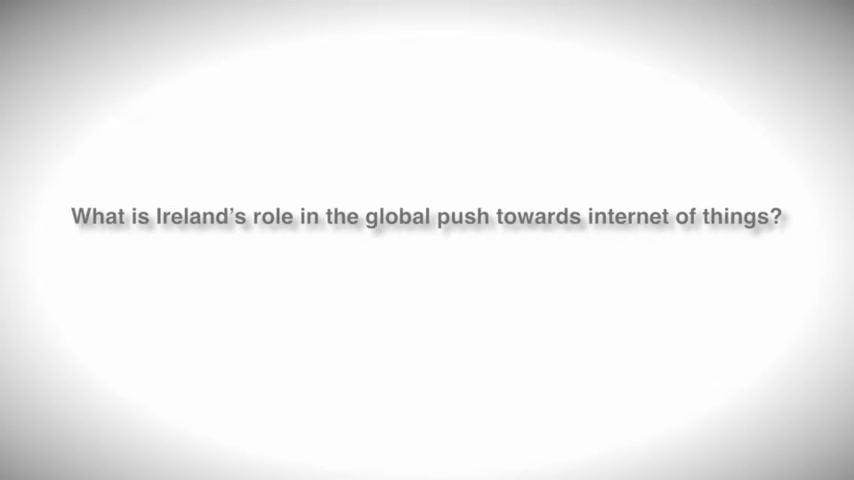 What is Ireland’s role in the global push towards internet of things?